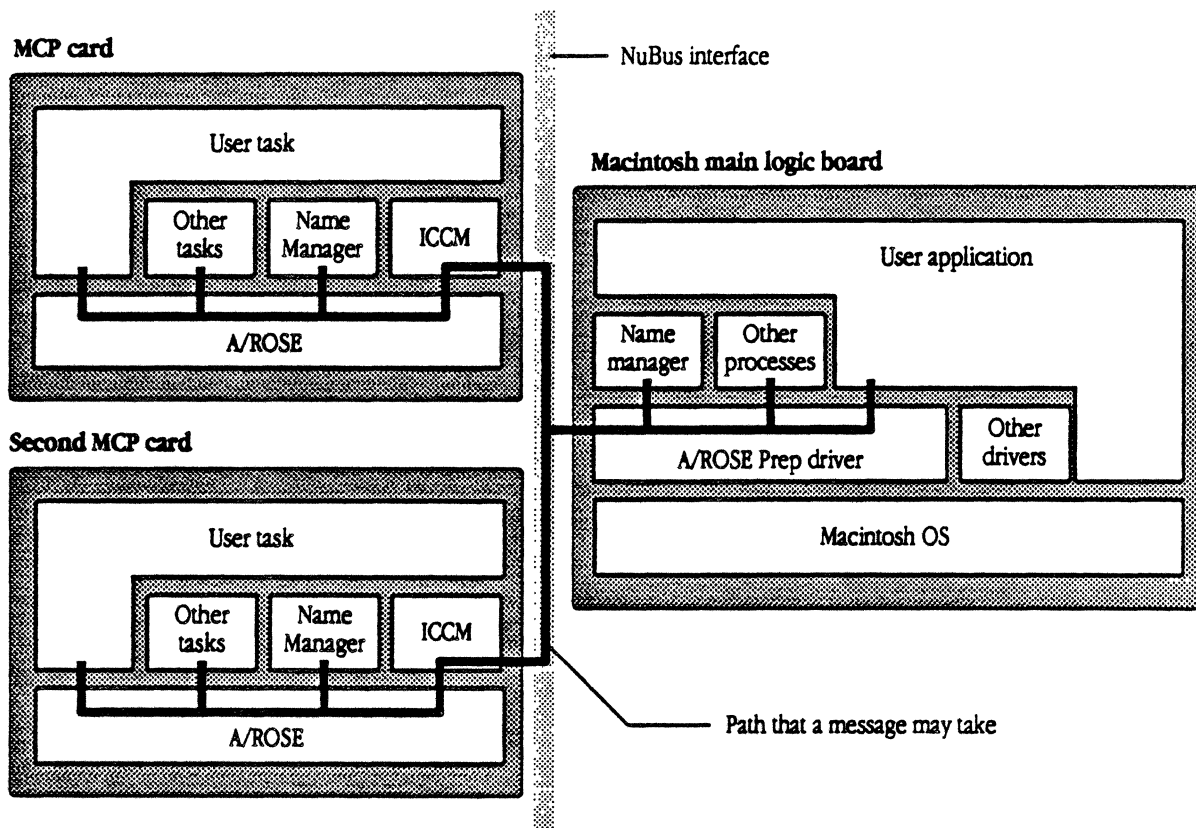 MCP card
User task
Other
tasks
Name
Manager
ICCM
A/ROSE
Second MCP card
User task
Other
tasks
Name
Manager
ICCM
A/ROSE
NuBus interface
Macintosh main logic board
User application
Name
manager
Other
processes
A/ROSE Prep driver
Other
drivers
Macintosh OS
Path that a message may take